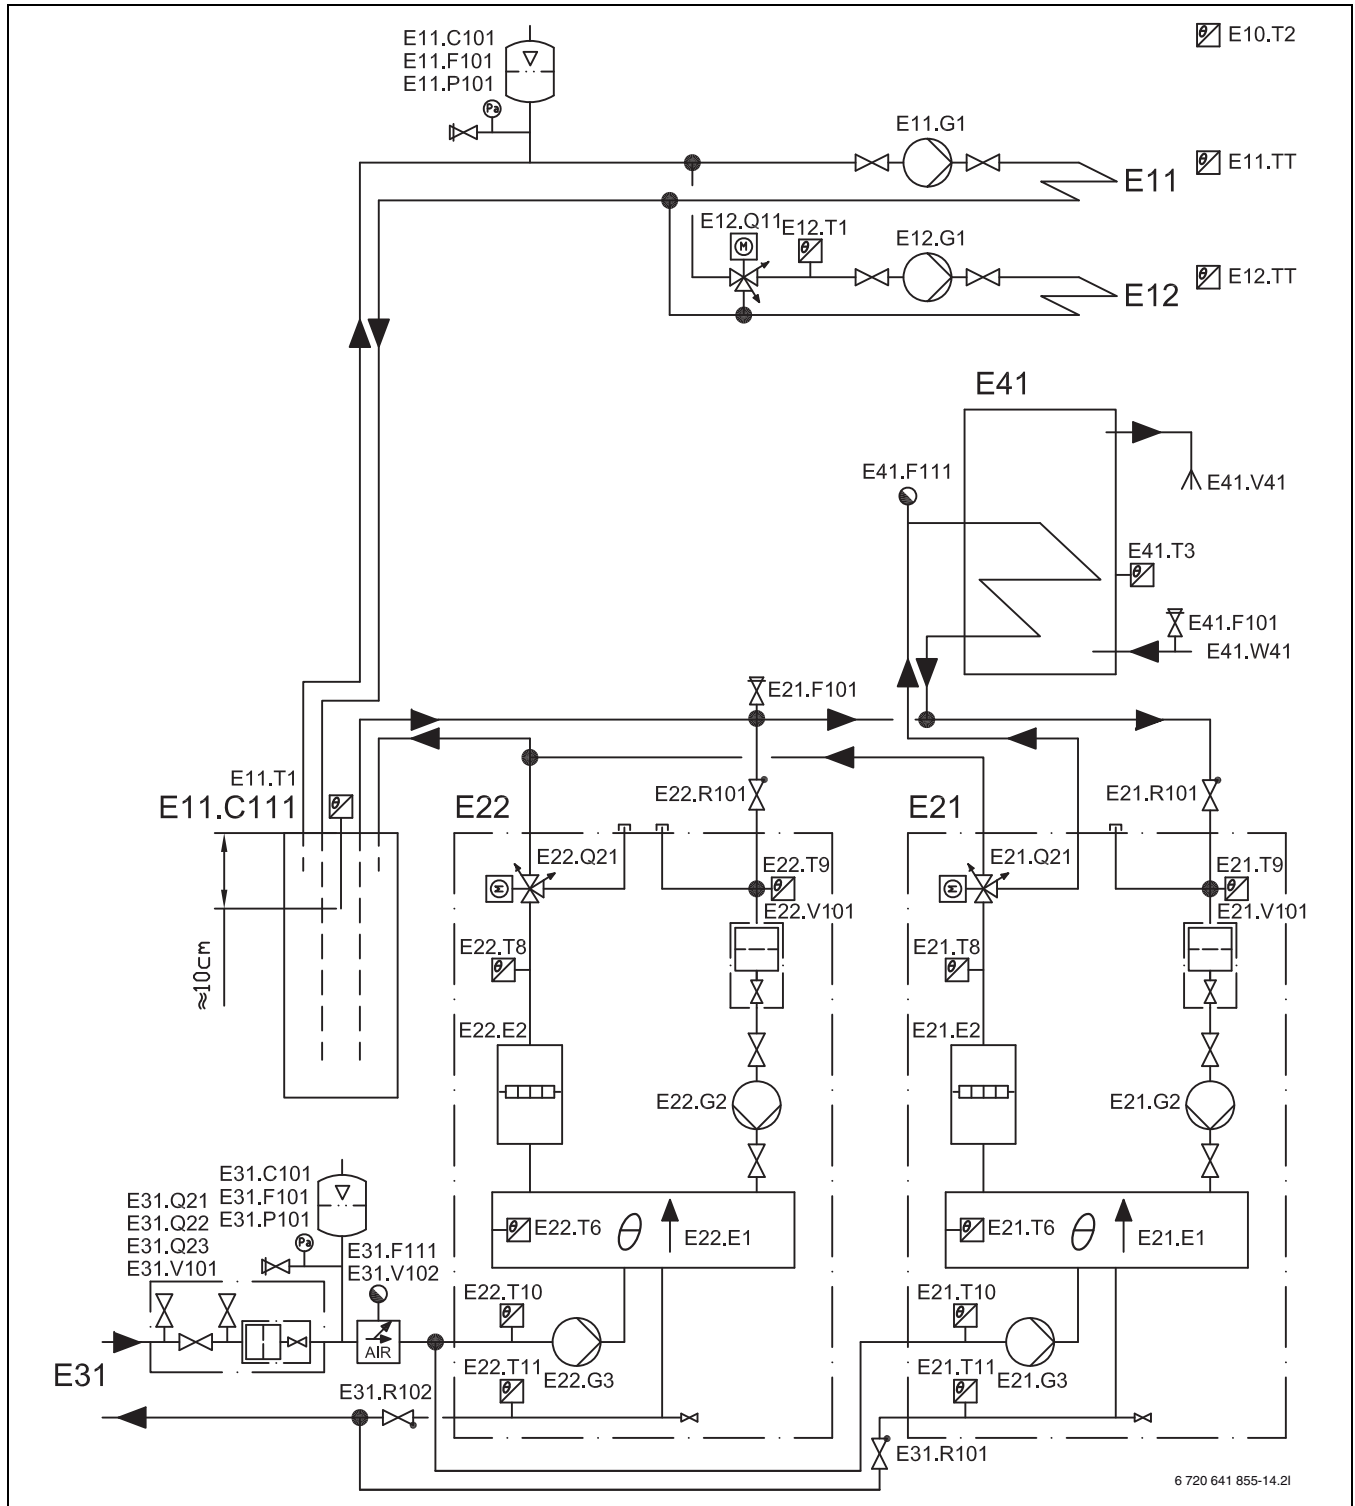 E11.C101
E11.F101
E11.P101
Pa
E10.T2
θ
E11.G1
E11
θ
E11.TT
E12.Q11
M
E12.T1
θ
E12.G1
E12
θ
E12.TT
E41
E41.F111
E41.V41
E41.T3
θ
E41.F101
E41.W41
E21.F101
E11.T1
E11.C111
θ
E22
E22.R101
E21
E21.R101
E22.Q21
M
E22.T9
θ
E22.V101
E21.Q21
M
E21.T9
θ
E21.V101
≈10cm
E22.T8
θ
E21.T8
θ
E22.E2
E21.E2
E22.G2
E21.G2
E31.C101
E31.F101
E31.P101
Pa
E31.Q21
E31.Q22
E31.Q23
E31.V101
θ
E22.T6
E22.E1
θ
E21.T6
E21.E1
E31.F111
E31.V102
AIR
E22.T10
θ
E22.G3
E21.T10
θ
E21.G3
E31
E22.T11
θ
E21.T11
θ
E31.R102
E31.R101
6 720 641 855-14.2I